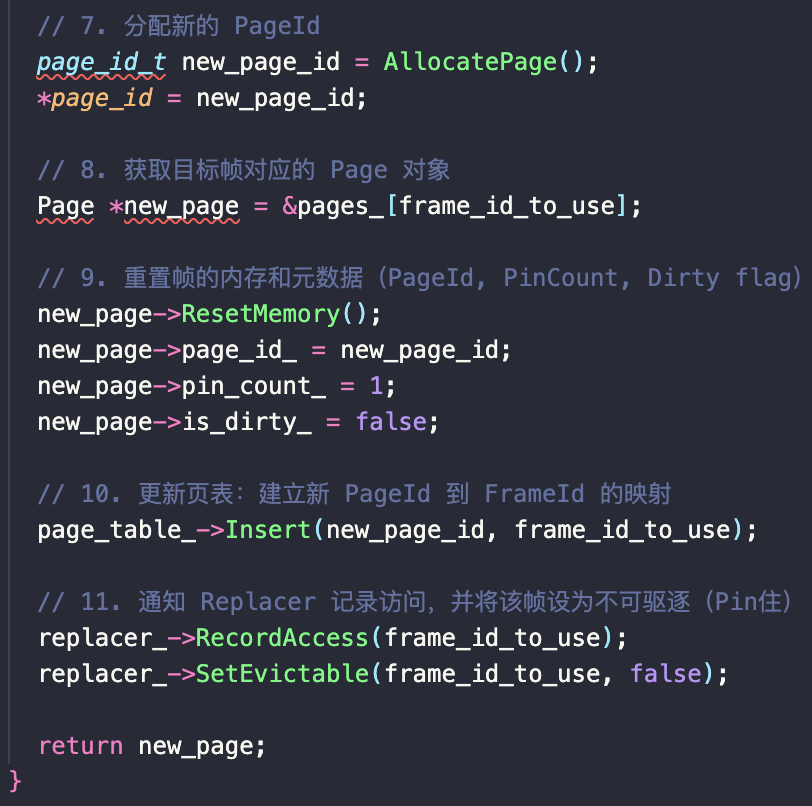 // 7. 分配新的 PageId
page_id_t new_page_id = AllocatePage();
*page_id = new_page_id;
// 8. 获取目标帧对应的 Page 对象
Page *new_page = &pages_[frame_id_to_use];
// 9. 重置帧的内存和元数据（PageId, PinCount, Dirty flag）
new_page->ResetMemory();
new_page->page_id_ = new_page_id;
new_page->pin_count_ = 1;
new_page->is_dirty_ = false;
// 10. 更新页表：建立新 PageId 到 FrameId 的映射
page_table_->Insert(new_page_id, frame_id_to_use);
// 11. 通知 Replacer 记录访问，并将该帧设为不可驱逐（Pin住）
replacer_->RecordAccess(frame_id_to_use);
replacer_->SetEvictable(frame_id_to_use, false);
return new_page;
}